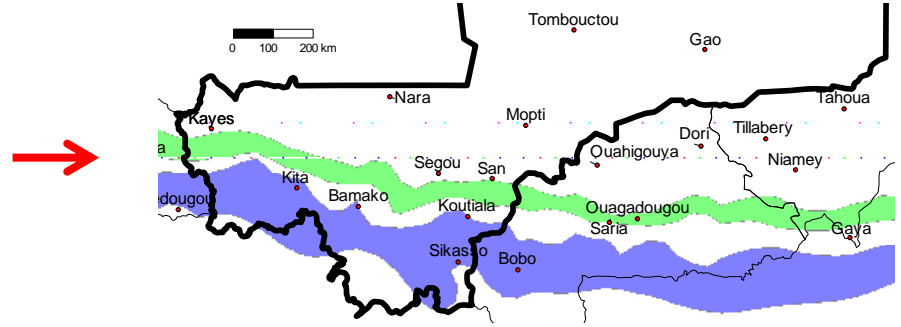 Tombouctou
Gao
0 100 200 km
Nara
Tahoua
Kayes
Mopti
Dori
Tillabery
a
Ouahigouya
Niamey
Segou
San
Kita
edougou
Bamako
Koutiala
Ouagadougou
Saria
Gaya
Sikasso
Bobo